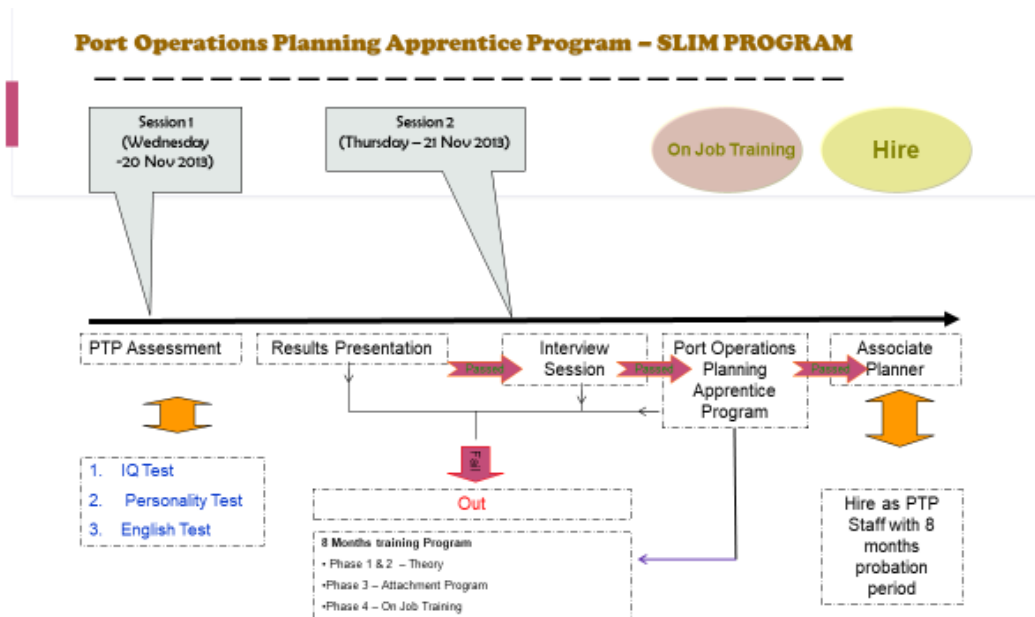 Port Operations Planning Apprentice Program – SLIM PROGRAM
Session 1
(Wednesday
-20 Nov 2013)
Session 2
(Thursday – 21 Nov 2013)
On Job Training
Hire
PTP Assessment
Results Presentation
Passed
Interview
Session
Passed
Port Operations
Planning
Apprentice
Program
Passed
Associate
Planner
1. IQ Test
2. Personality Test
3. English Test
Fail
Out
8 Months training Program
• Phase 1 & 2 – Theory
•Phase 3 – Attachment Program
•Phase 4 – On Job Training
Hire as PTP
Staff with 8
months
probation
period